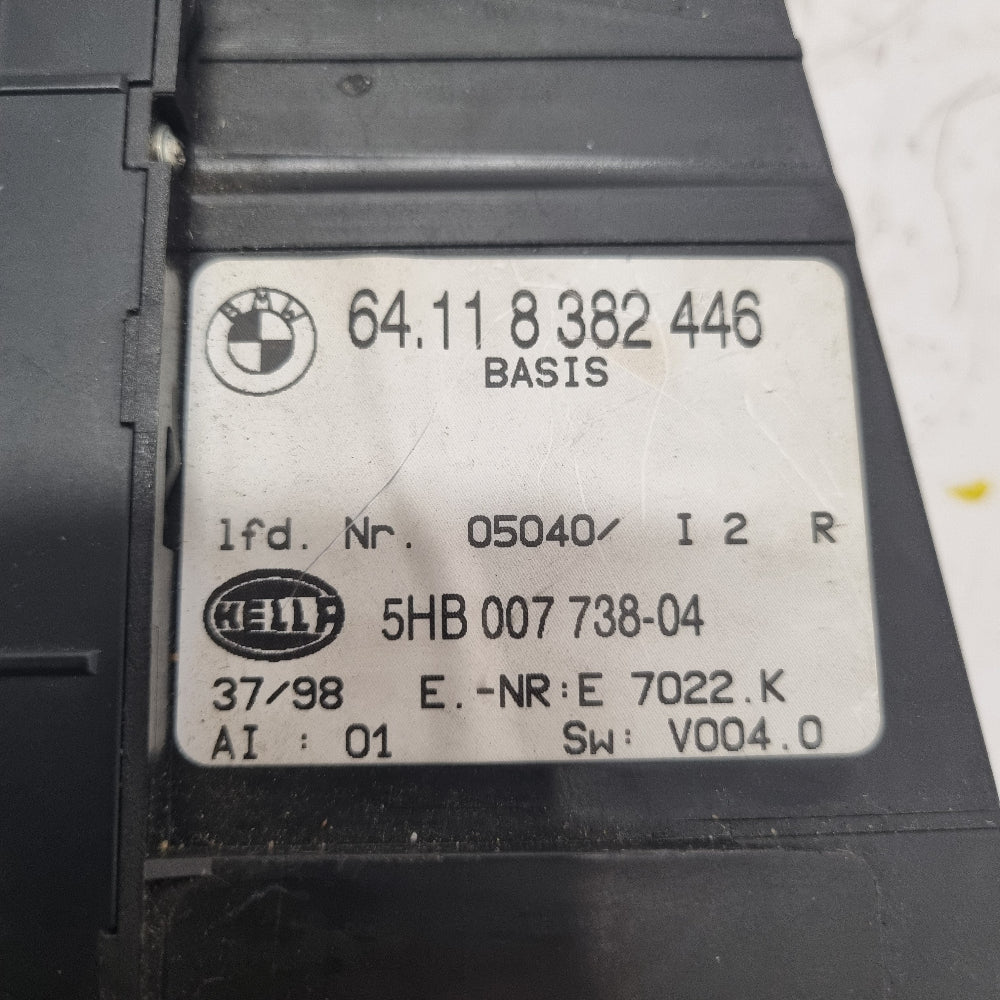 BMW
64.11 8 382 446
BASIS
lfd. Nr. 05040/ I 2 R
HELLA
5HB 007 738-04
37/98 E.-NR:E 7022.K
AI : 01 Sw: V004.0